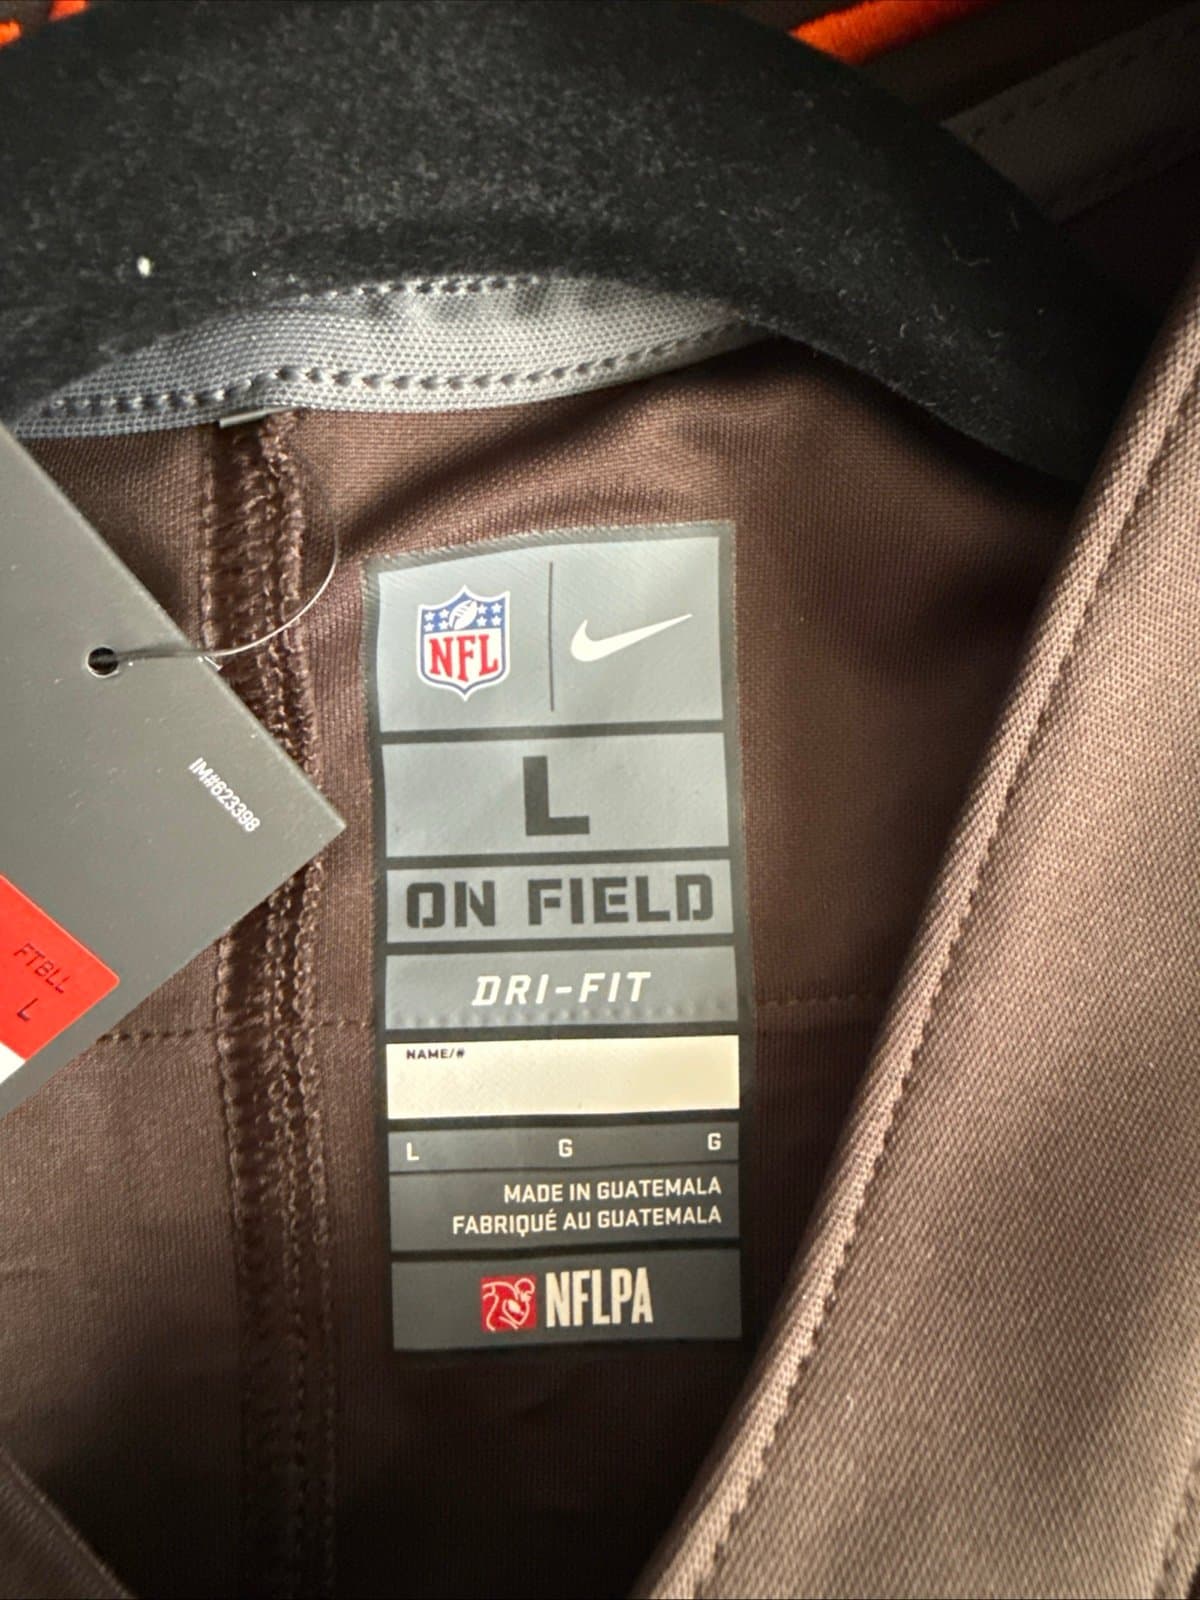 IM#623398
FTBLL
L
NFL
L
ON FIELD
DRI-FIT
NAME/#
L G G
MADE IN GUATEMALA
FABRIQUÉ AU GUATEMALA
NFLPA